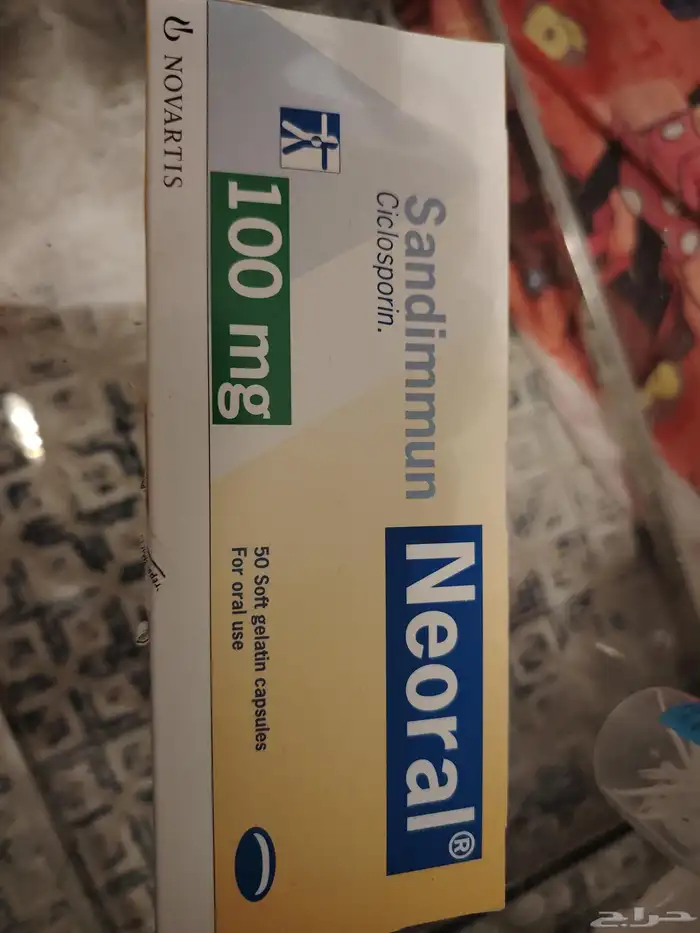 NOVARTIS
Sandimmun Neoral®
Ciclosporin.
100 mg
50 Soft gelatin capsules
For oral use
حراج